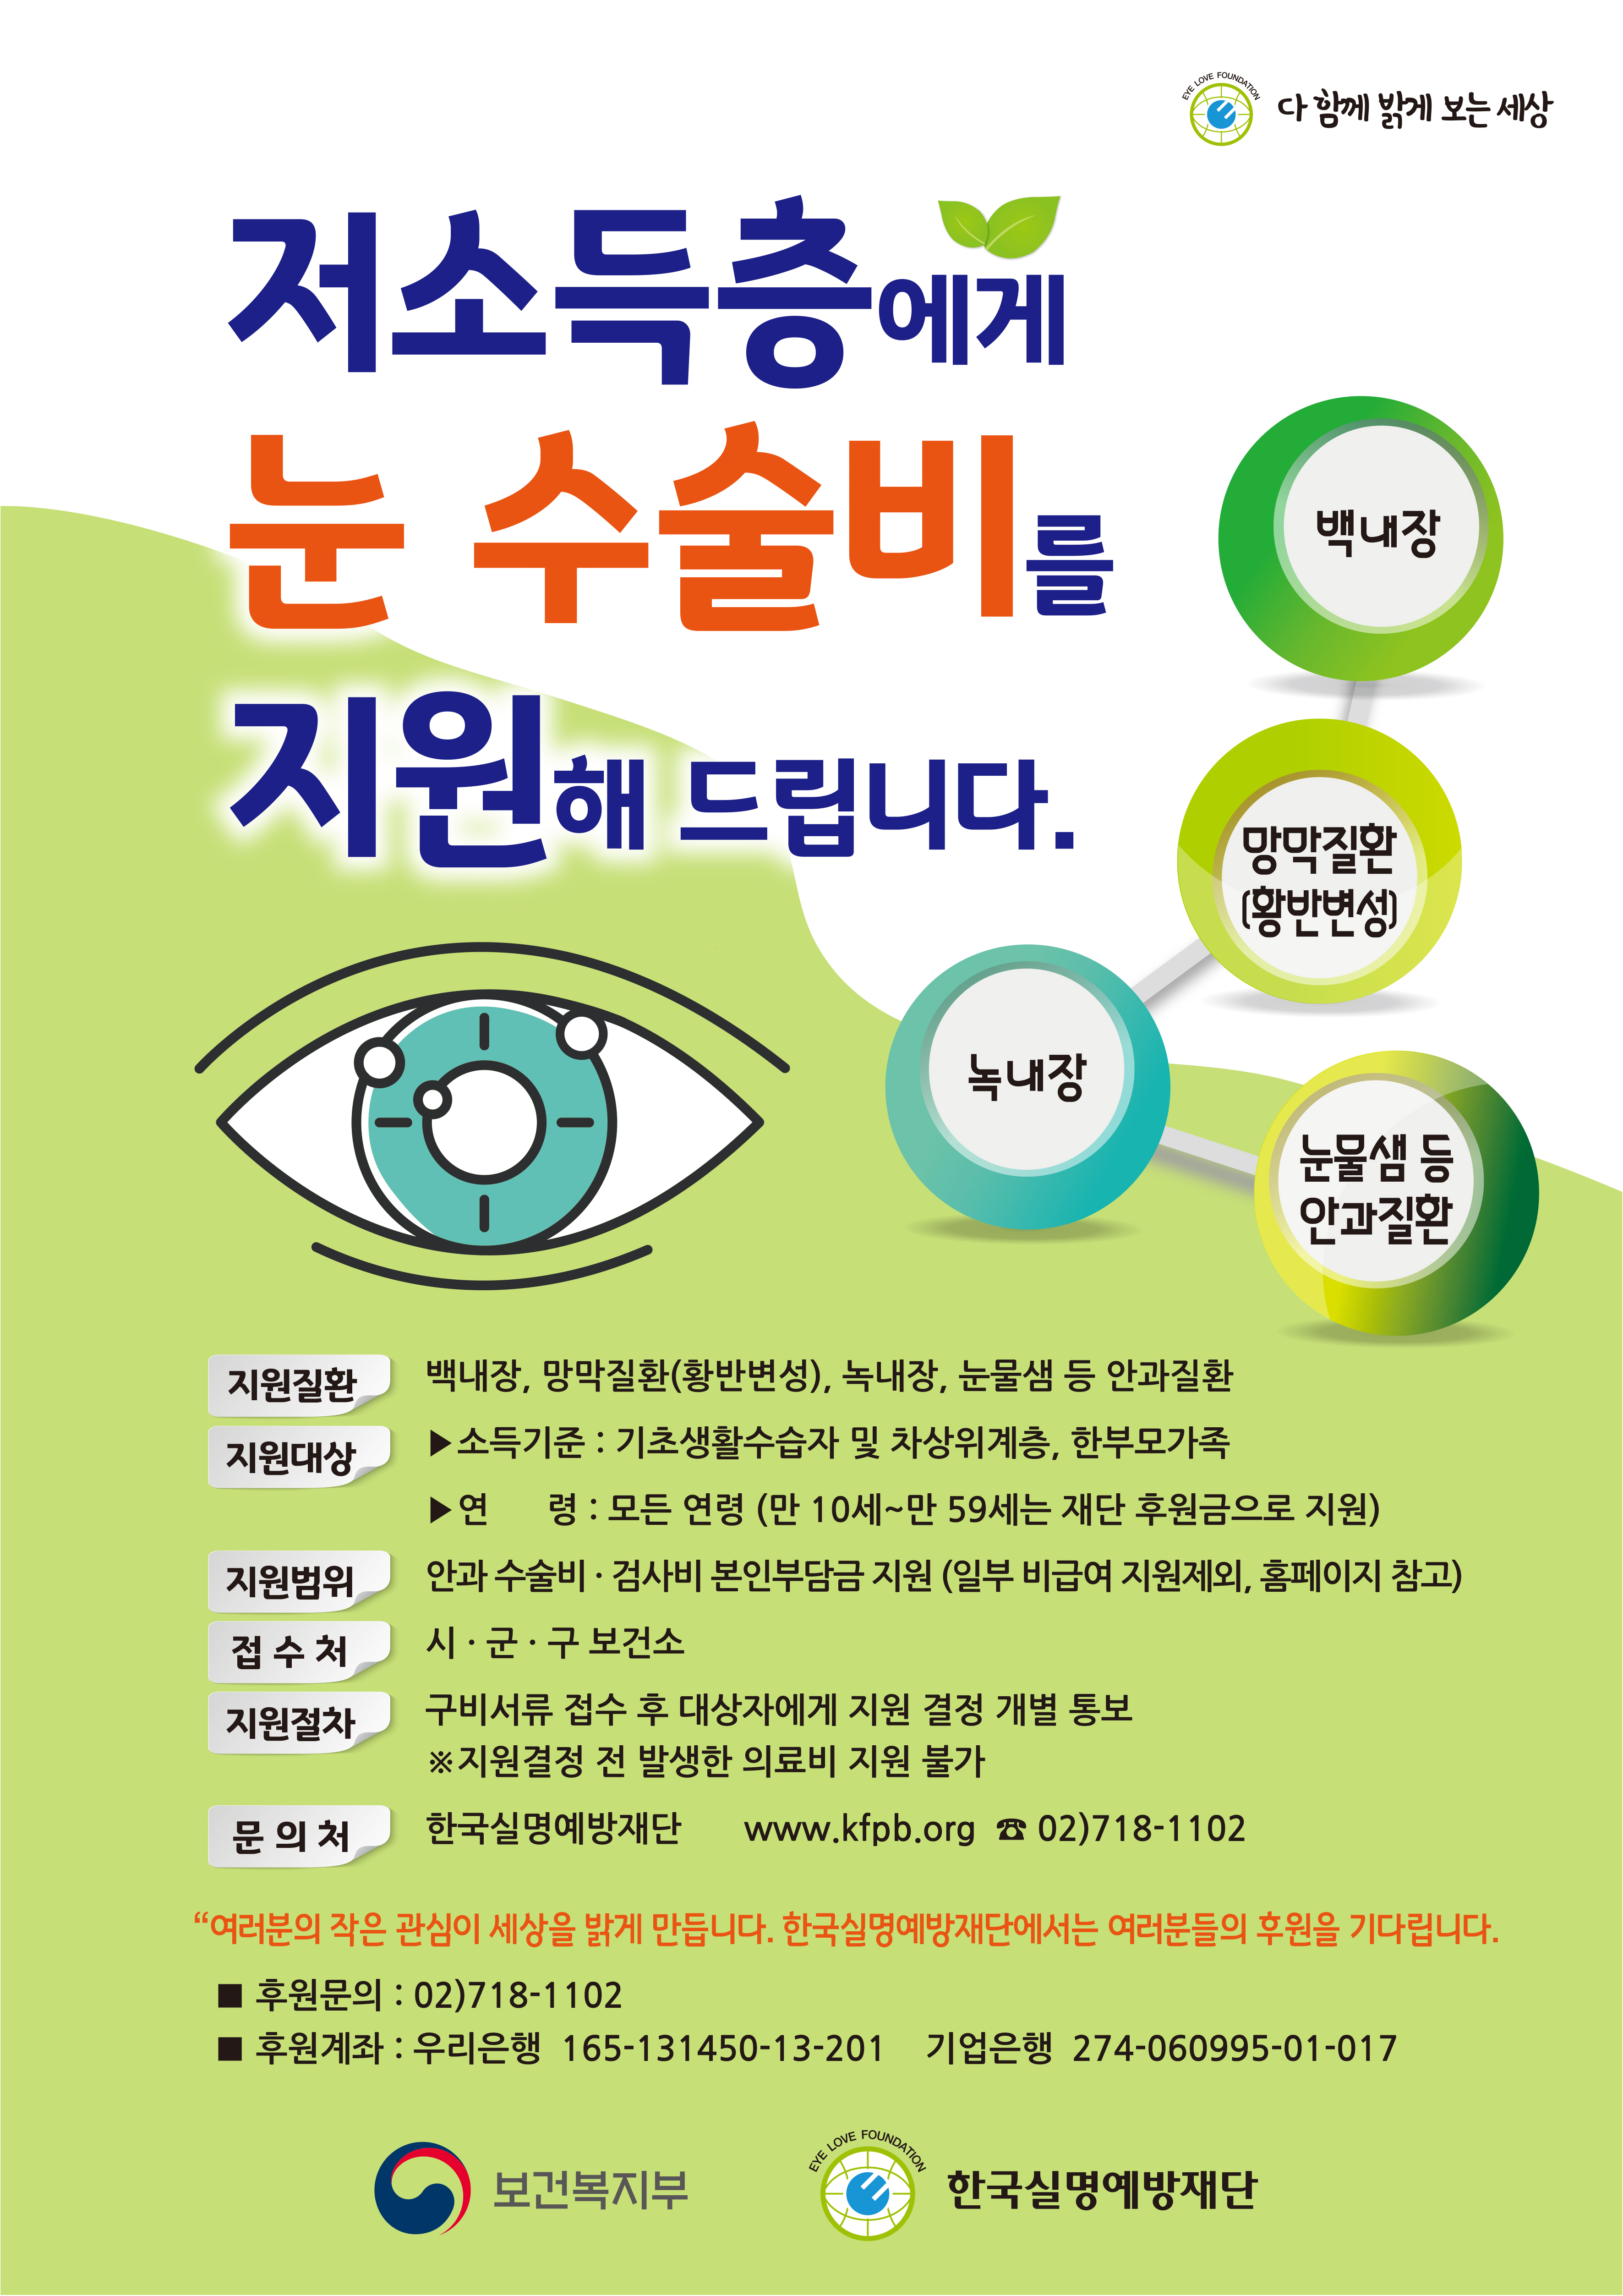 EYE LOVE FOUNDATION
다 함께 밝게 보는 세상
저소득층에게
눈 수술비를
지원해 드립니다.
백내장
망막질환
(황반변성)
녹내장
눈물샘 등
안과질환
지원질환 백내장, 망막질환(황반변성), 녹내장, 눈물샘 등 안과질환
지원대상 ▶소득기준 : 기초생활수습자 및 차상위계층, 한부모가족
▶연 령 : 모든 연령 (만 10세~만 59세는 재단 후원금으로 지원)
지원범위 안과 수술비 · 검사비 본인부담금 지원 (일부 비급여 지원제외, 홈페이지 참고)
접 수 처 시 · 군 · 구 보건소
지원절차 구비서류 접수 후 대상자에게 지원 결정 개별 통보
※지원결정 전 발생한 의료비 지원 불가
문 의 처 한국실명예방재단 www.kfpb.org ☎ 02)718-1102
“여러분의 작은 관심이 세상을 밝게 만듭니다. 한국실명예방재단에서는 여러분들의 후원을 기다립니다.
■ 후원문의 : 02)718-1102
■ 후원계좌 : 우리은행 165-131450-13-201 기업은행 274-060995-01-017
보건복지부
EYE LOVE FOUNDATION
한국실명예방재단